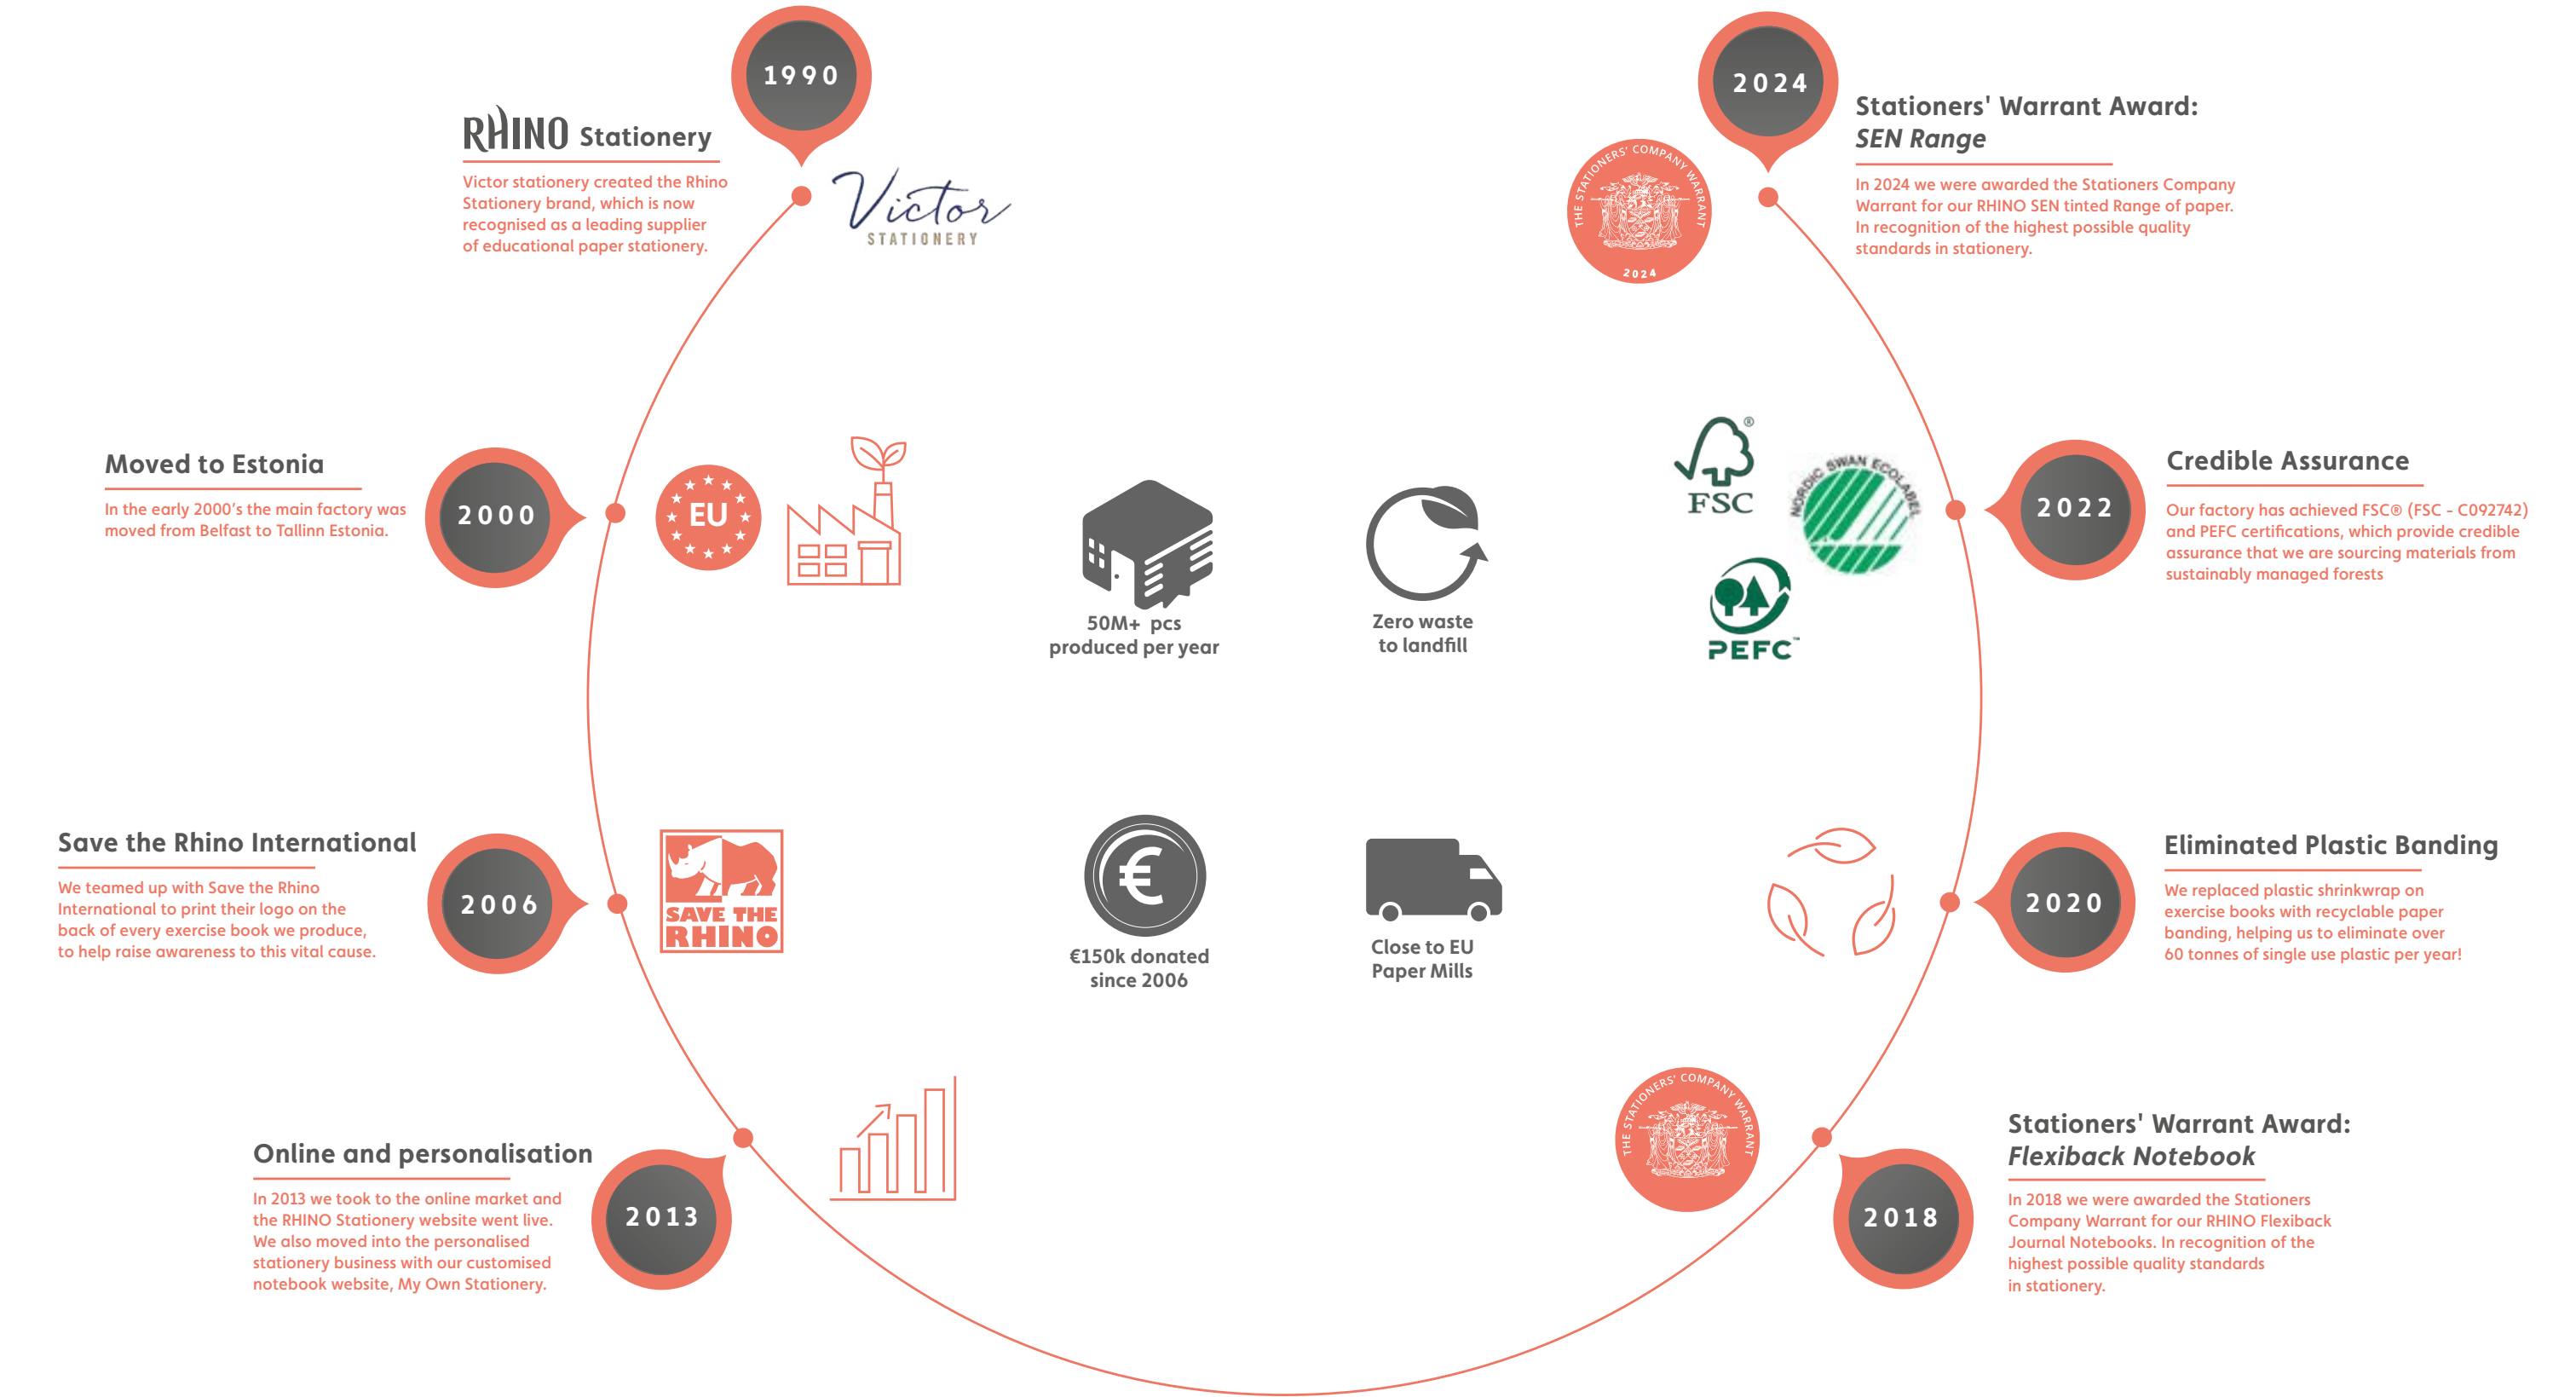 1990
RHINO Stationery
Victor stationery created the Rhino
Stationery brand, which is now
recognised as a leading supplier
of educational paper stationery.
Victor
STATIONERY
2000
Moved to Estonia
In the early 2000's the main factory was
moved from Belfast to Tallinn Estonia.
EU
2006
Save the Rhino International
We teamed up with Save the Rhino
International to print their logo on the
back of every exercise book we produce,
to help raise awareness to this vital cause.
SAVE THE
RHINO
2013
Online and personalisation
In 2013 we took to the online market and
the RHINO Stationery website went live.
We also moved into the personalised
stationery business with our customised
notebook website, My Own Stationery.
50M+ pcs
produced per year
Zero waste
to landfill
€
€150k donated
since 2006
Close to EU
Paper Mills
2018
Stationers' Warrant Award:
Flexiback Notebook
In 2018 we were awarded the Stationers
Company Warrant for our RHINO Flexiback
Journal Notebooks. In recognition of the
highest possible quality standards
in stationery.
THE STATIONERS' COMPANY WARRANT
2020
Eliminated Plastic Banding
We replaced plastic shrinkwrap on
exercise books with recyclable paper
banding, helping us to eliminate over
60 tonnes of single use plastic per year!
2022
Credible Assurance
Our factory has achieved FSC® (FSC - C092742)
and PEFC certifications, which provide credible
assurance that we are sourcing materials from
sustainably managed forests
®
FSC
NORDIC SWAN ECOLABEL
PEFC™
2024
Stationers' Warrant Award:
SEN Range
In 2024 we were awarded the Stationers Company
Warrant for our RHINO SEN tinted Range of paper.
In recognition of the highest possible quality
standards in stationery.
THE STATIONERS' COMPANY WARRANT
2024